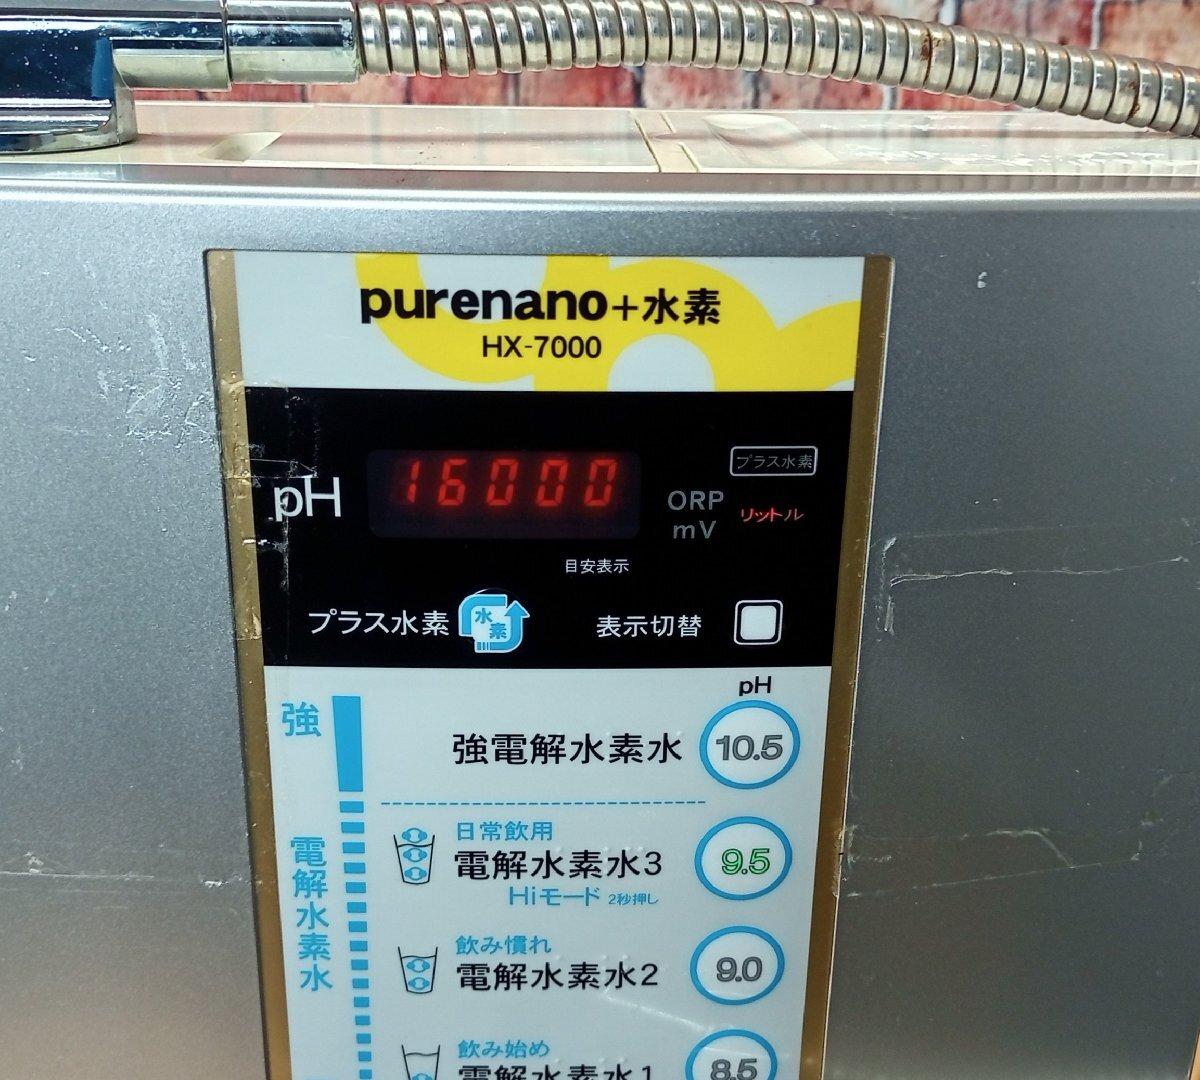 purenano+水素
HX-7000
プラス水素
pH 16000 ORP
mV
リットル
目安表示
プラス水素 水素 表示切替
pH
強 強電解水素水 10.5
日常飲用
電解水素水3 9.5
Hiモード 2秒押し
電解水素水
飲み慣れ
電解水素水2 9.0
飲み始め
電解水素水1 8.5